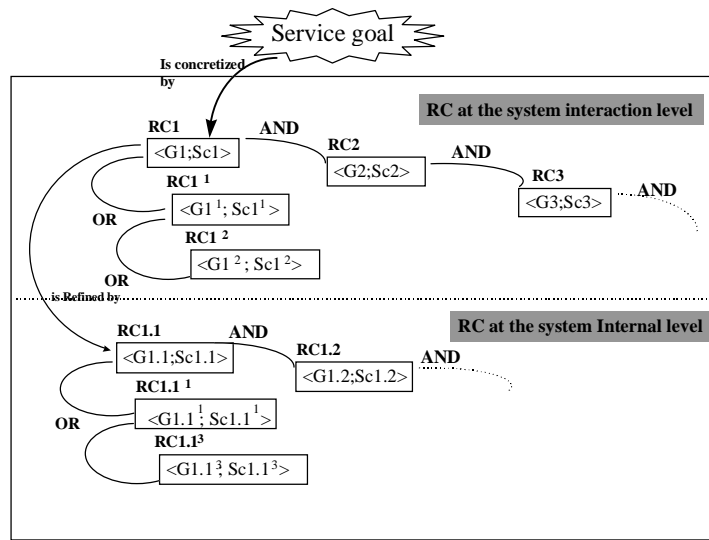 Service goal
Is concretized
by
RC at the system interaction level
RC1
AND
<G1;Sc1>
RC2
<G2;Sc2>
AND
RC3
<G3;Sc3>
AND
RC1 1
<G1 1; Sc1 1>
OR
RC1 2
<G1 2; Sc1 2>
OR
is Refined by
RC at the system Internal level
RC1.1
AND
<G1.1;Sc1.1>
RC1.2
<G1.2;Sc1.2>
AND
RC1.1 1
<G1.1 1; Sc1.1 1>
OR
RC1.1 3
<G1.1 3; Sc1.1 3>